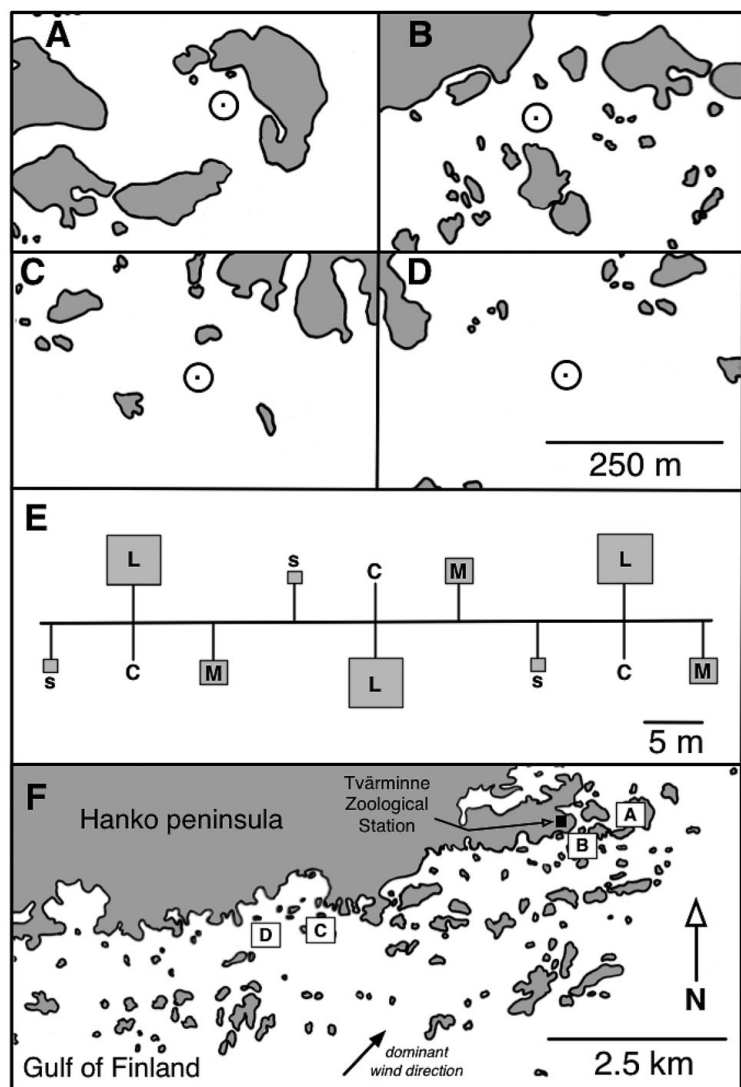 A
B
C
D
250 m
E
L
s
C
M
L
s
C
M
L
s
C
M
5 m
F
Tvärminne
Zoological
Station
Hanko peninsula
A
B
D
C
N
dominant
wind direction
Gulf of Finland
2.5 km